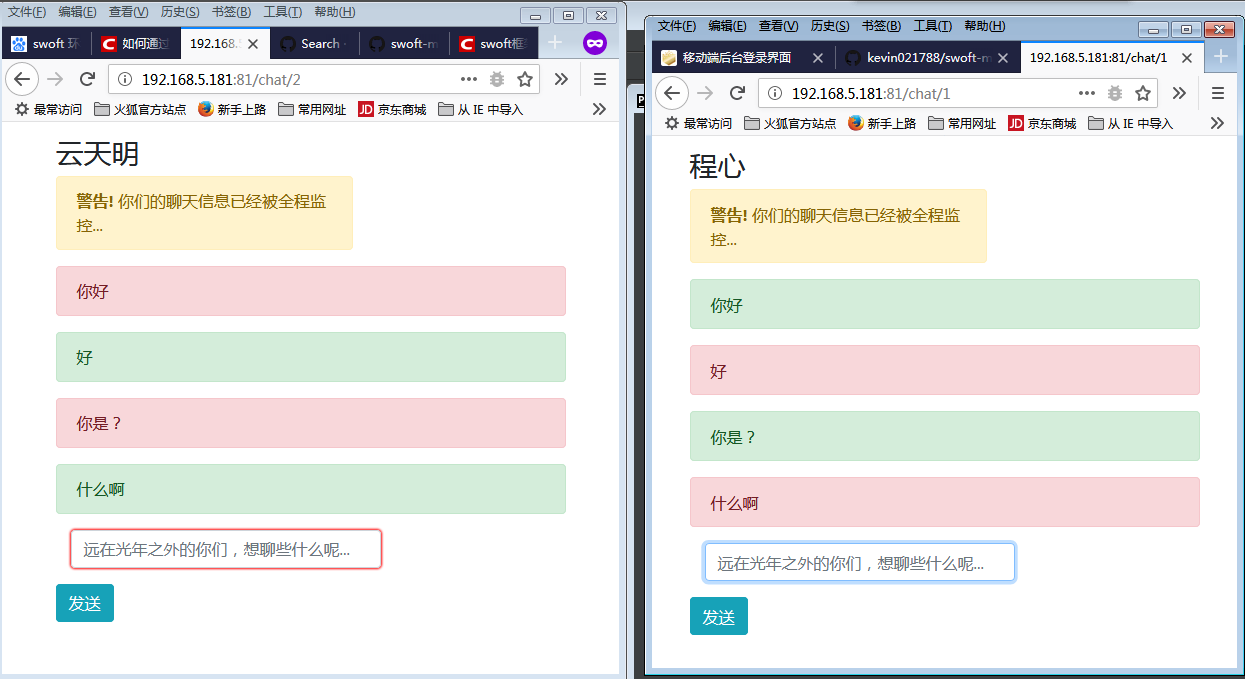 文件(F) 编辑(E) 查看(V) 历史(S) 书签(B) 工具(T) 帮助(H)
swoft 环 如何通过 192.168. Search swoft-m swoft框
192.168.5.181:81/chat/2
最常访问 火狐官方站点 新手上路 常用网址 JD 京东商城 从 IE 中导入
云天明
警告! 你们的聊天信息已经被全程监
控...
你好
好
你是？
什么啊
远在光年之外的你们，想聊些什么呢...
发送
文件(F) 编辑(E) 查看(V) 历史(S) 书签(B) 工具(T) 帮助(H)
移动端后台登录界面 kevin021788/swoft-m 192.168.5.181:81/chat/1
192.168.5.181:81/chat/1
最常访问 火狐官方站点 新手上路 常用网址 JD 京东商城 从 IE 中导入
程心
警告! 你们的聊天信息已经被全程监
控...
你好
好
你是？
什么啊
远在光年之外的你们，想聊些什么呢...
发送